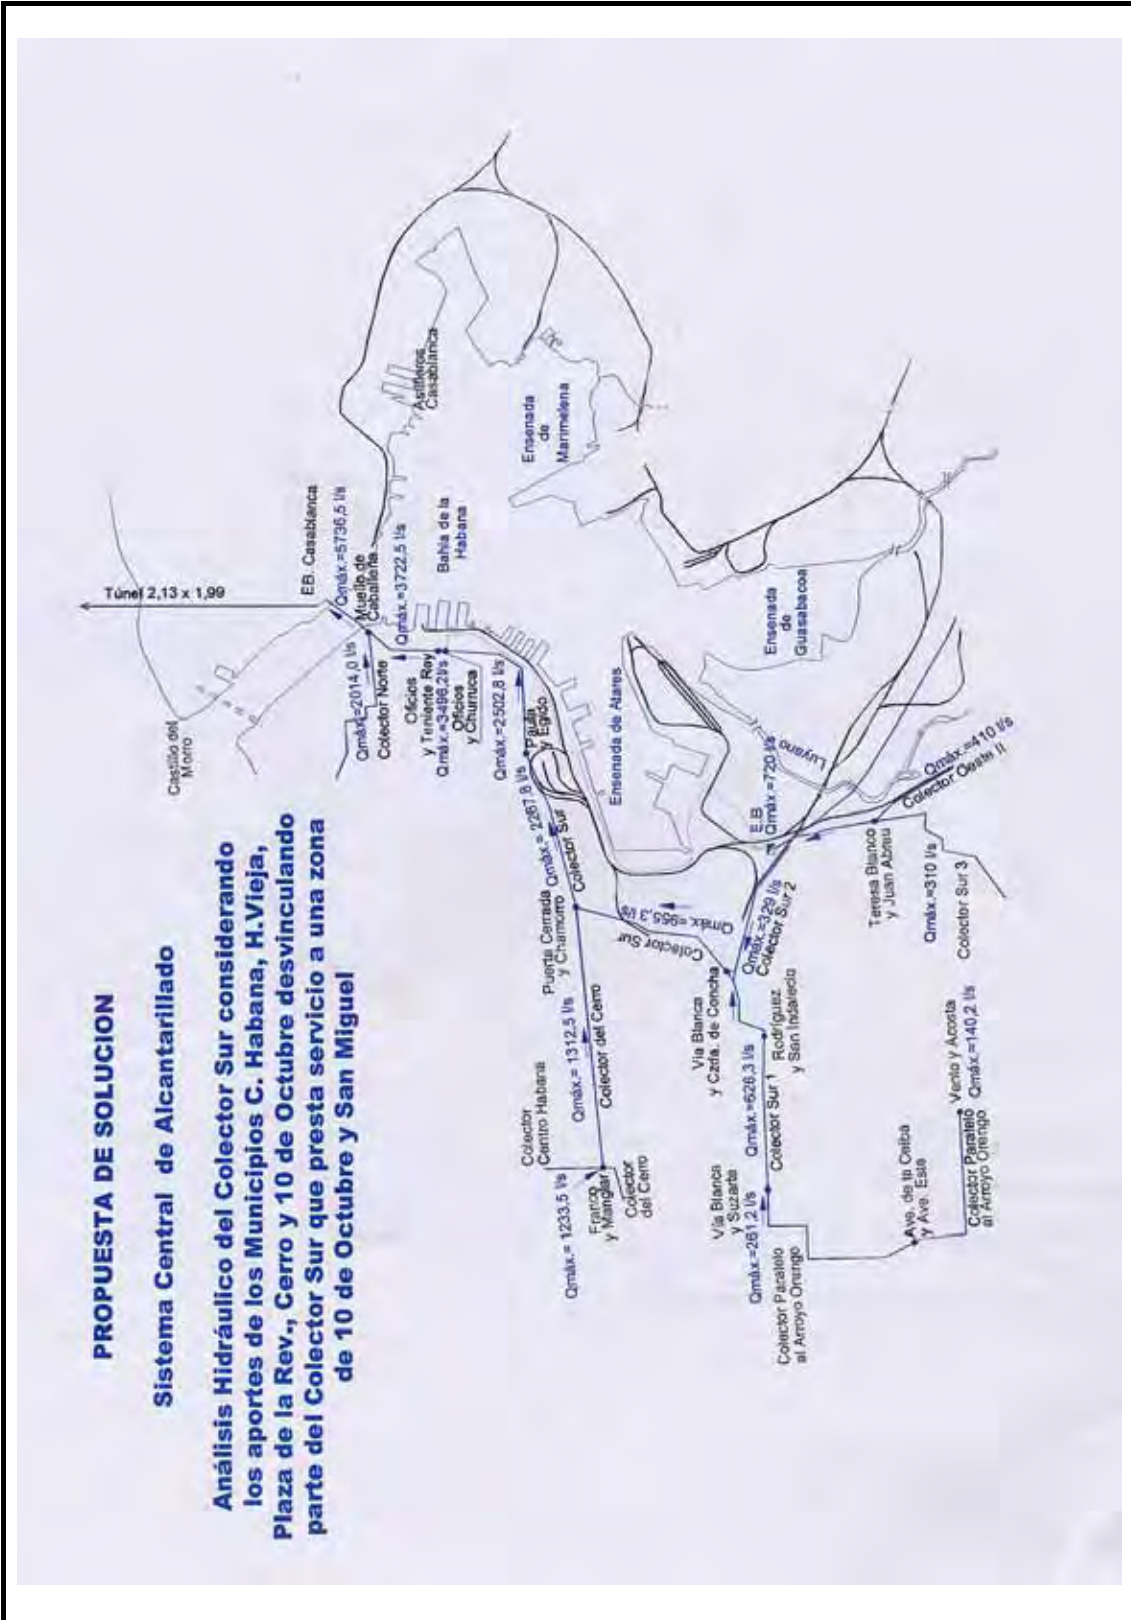 PROPUESTA DE SOLUCION
Sistema Central de Alcantarillado
Análisis Hidráulico del Colector Sur considerando
los aportes de los Municipios C. Habana, H.Vieja,
Plaza de la Rev., Cerro y 10 de Octubre desvinculando
parte del Colector Sur que presta servicio a una zona
de 10 de Octubre y San Miguel
Túnel 2,13 x 1,99
Castillo del
Morro
EB. Casablanca
Qmáx.=5736,5 l/s
Muelle de
Caballería
Qmáx.=3722,5 l/s
Qmáx.=2014,0 l/s
Colector Norte
Oficios
y Teniente Rey
Qmáx.=3496,2l/s
Oficios
y Churruca
Bahía de la
Habana
Astilleros
Casablanca
Qmáx.=2502,8 l/s
Paula
y Egido
Ensenada
de
Marimelena
Qmáx.= 2267,8 l/s
Colector Sur
Puerta Cerrada
y Chamorro
Qmáx.= 1312,5 l/s
Colector del Cerro
Colector
Centro Habana
Qmáx.= 1233,5 l/s
Franco
y Manglar
Colector
del Cerro
Ensenada de Atares
Colector Sur
Qmáx.=955,3 l/s
Ensenada
de
Guasabacoa
Luyano
E.B
Qmáx.=720 l/s
Qmáx.=329 l/s
Colector Sur 2
Vía Blanca
y Czda. de Concha
Rodríguez
y San Indalecio
Qmáx.=626,3 l/s
Colector Sur 1
Vía Blanca
y Suzarte
Qmáx.=261,2 l/s
Colector Paralelo
al Arroyo Orengo
Qmáx.=410 l/s
Colector Oeste II
Teresa Blanco
y Juan Abreu
Qmáx.=310 l/s
Colector Sur 3
Ave. de la Ceiba
y Ave. Este
Vento y Acosta
Qmáx.=140,2 l/s
Colector Paralelo
al Arroyo Orengo